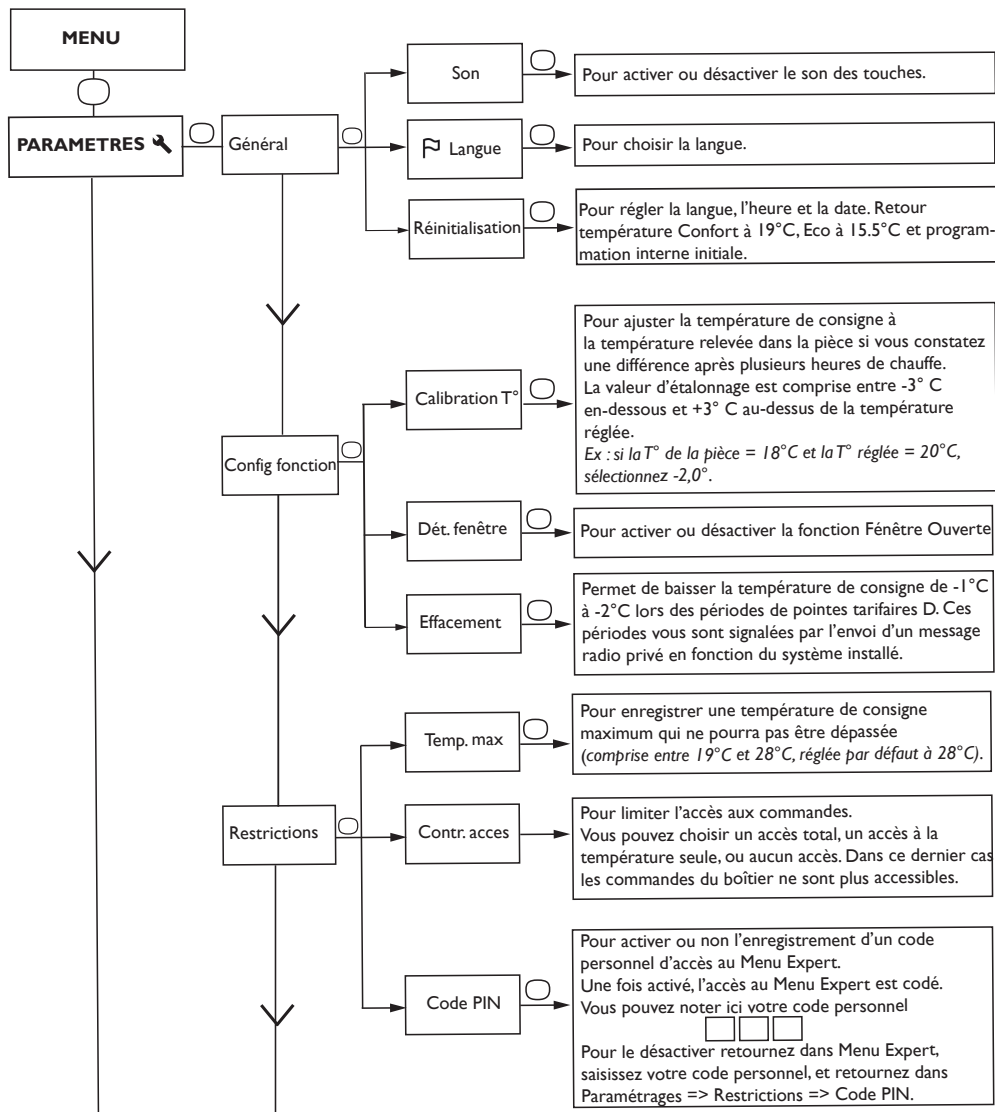 MENU
PARAMETRES
Général
Son
Pour activer ou désactiver le son des touches.
Langue
Pour choisir la langue.
Réinitialisation
Pour régler la langue, l'heure et la date. Retour
température Confort à 19°C, Eco à 15.5°C et program-
mation interne initiale.
Config fonction
Calibration T°
Pour ajuster la température de consigne à
la température relevée dans la pièce si vous constatez
une différence après plusieurs heures de chauffe.
La valeur d'étalonnage est comprise entre -3° C
en-dessous et +3° C au-dessus de la température
réglée.
Ex : si la T° de la pièce = 18°C et la T° réglée = 20°C,
sélectionnez -2,0°.
Dét. fenêtre
Pour activer ou désactiver la fonction Fénêtre Ouverte
Effacement
Permet de baisser la température de consigne de -1°C
à -2°C lors des périodes de pointes tarifaires D. Ces
périodes vous sont signalées par l'envoi d'un message
radio privé en fonction du système installé.
Restrictions
Temp. max
Pour enregistrer une température de consigne
maximum qui ne pourra pas être dépassée
(comprise entre 19°C et 28°C, réglée par défaut à 28°C).
Contr. acces
Pour limiter l'accès aux commandes.
Vous pouvez choisir un accès total, un accès à la
température seule, ou aucun accès. Dans ce dernier cas
les commandes du boîtier ne sont plus accessibles.
Code PIN
Pour activer ou non l'enregistrement d'un code
personnel d'accès au Menu Expert.
Une fois activé, l'accès au Menu Expert est codé.
Vous pouvez noter ici votre code personnel
Pour le désactiver retournez dans Menu Expert,
saisissez votre code personnel, et retournez dans
Paramétrages => Restrictions => Code PIN.